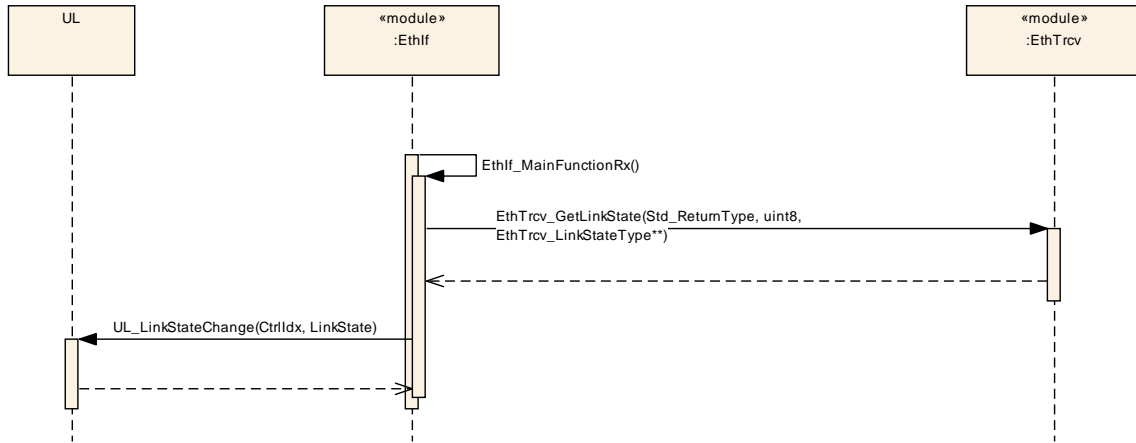 UL
«module»
:EthIf
«module»
:EthTrcv
EthIf_MainFunctionRx()
EthTrcv_GetLinkState(Std_ReturnType, uint8,
EthTrcv_LinkStateType**)
UL_LinkStateChange(CtrlIdx, LinkState)